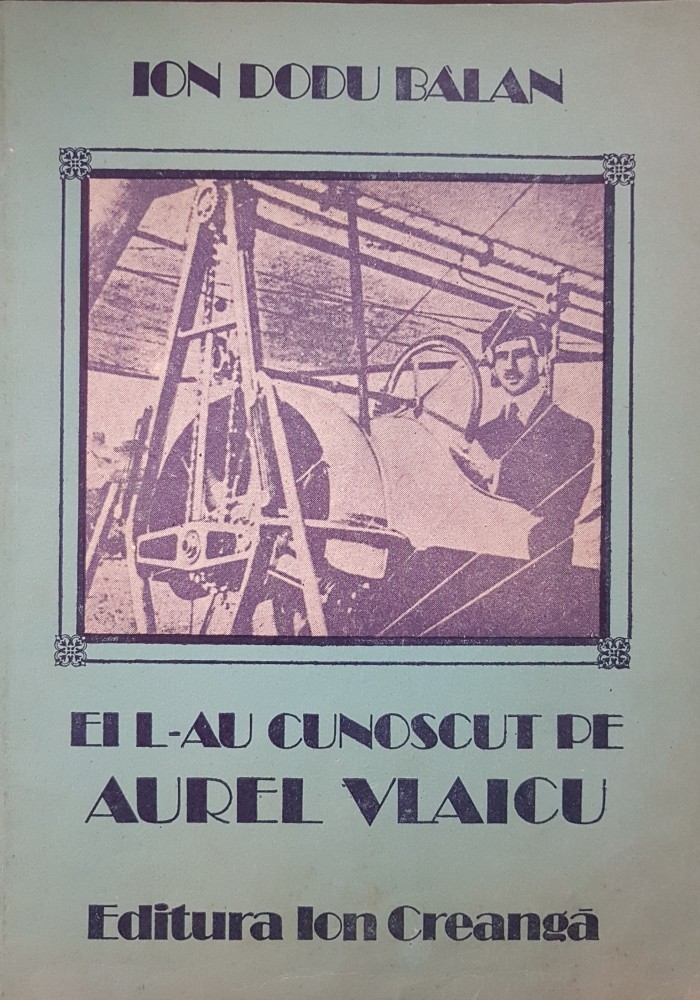 ION DODU BĂLAN
EI L-AU CUNOSCUT PE
AUREL VLAICU
Editura Ion Creangă